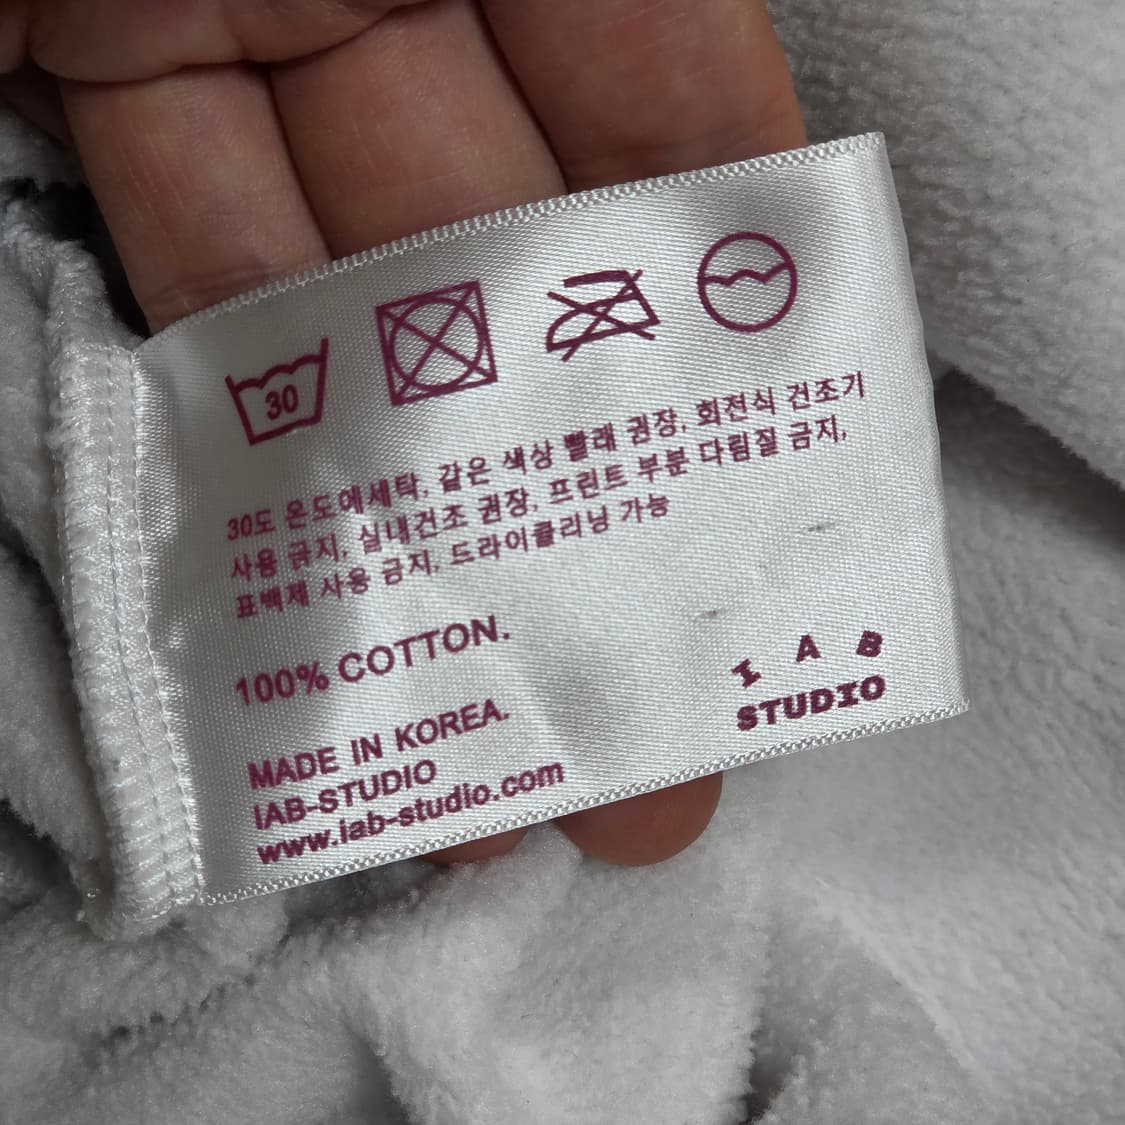 30
30도 온도에세탁, 같은 색상 빨래 권장, 회전식 건조기
사용 금지, 실내건조 권장, 프린트 부분 다림질 금지,
표백제 사용 금지, 드라이클리닝 가능
100% COTTON.
MADE IN KOREA.
IAB-STUDIO
www.iab-studio.com
I A B
STUDIO